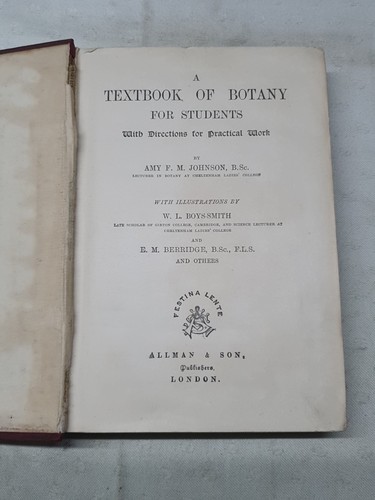 A
TEXTBOOK OF BOTANY
FOR STUDENTS
With Directions for Practical Work
BY
AMY F. M. JOHNSON, B.Sc.
LECTURER IN BOTANY AT CHELTENHAM LADIES' COLLEGE
WITH ILLUSTRATIONS BY
W. L. BOYS-SMITH
LATE SCHOLAR OF GIRTON COLLEGE, CAMBRIDGE, AND SCIENCE LECTURER AT
CHELTENHAM LADIES' COLLEGE
AND
E. M. BERRIDGE, B.Sc., F.L.S.
AND OTHERS
FESTINA LENTE
ALLMAN & SON,
Publishers,
LONDON.